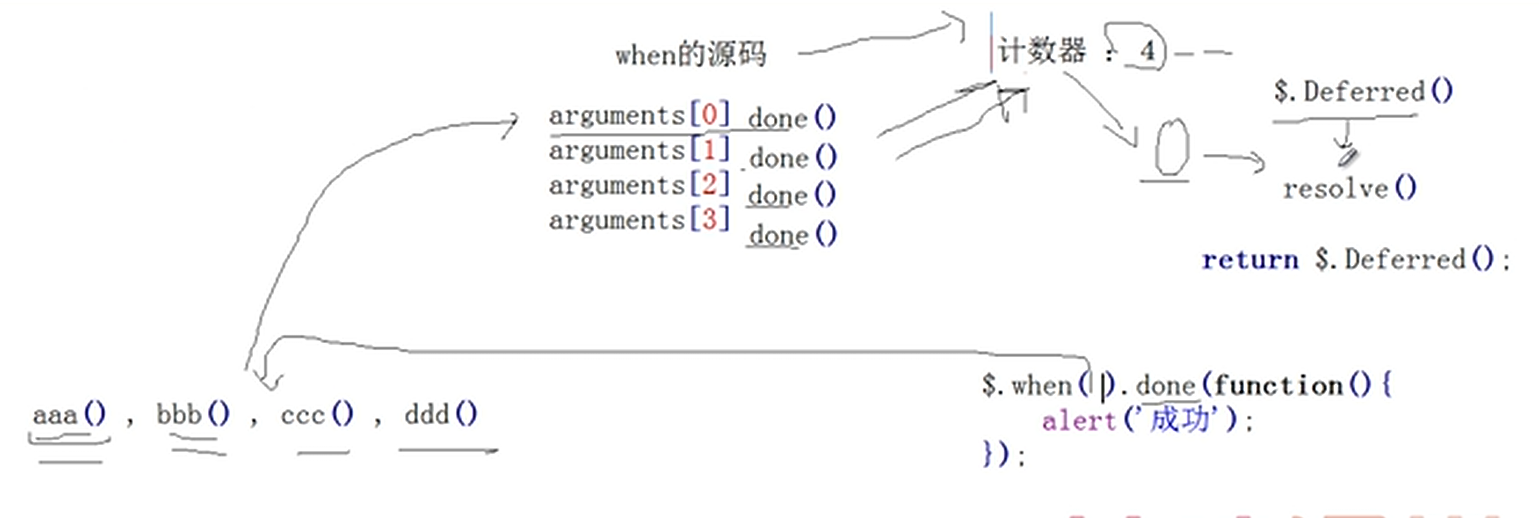 when的源码
计数器 : 4 --
arguments[0] done()
arguments[1] done()
arguments[2] done()
arguments[3] done()
0
$.Deferred()
resolve()
return $.Deferred();
aaa() , bbb() , ccc() , ddd()
$.when( ).done(function(){
alert('成功');
});